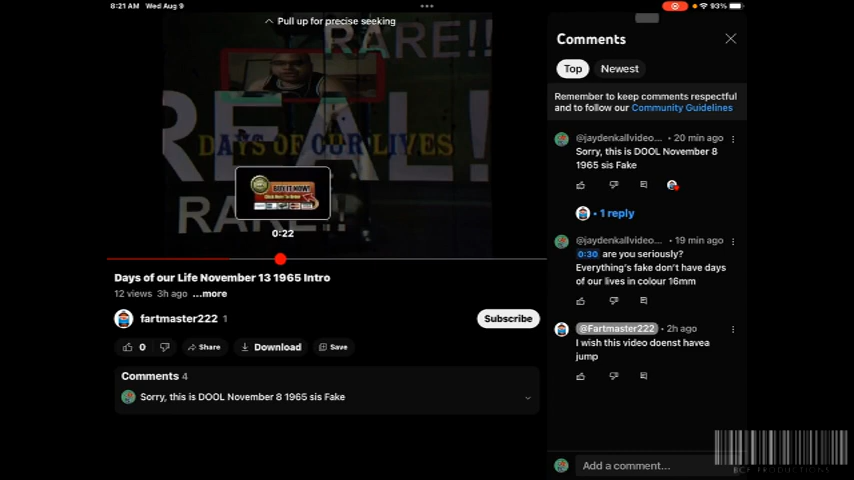 8:21 AM Wed Aug 9
93%
Pull up for precise seeking
RARE!!
REAL!
DAYS OF OUR LIVES
BUY IT NOW!
RARE!!
0:22
Days of our Life November 13 1965 Intro
12 views 3h ago ...more
fartmaster222 1
Subscribe
0
Share
Download
Save
Comments 4
Sorry, this is DOOL November 8 1965 sis Fake
Comments
Top
Newest
Remember to keep comments respectful
and to follow our Community Guidelines
@jaydenkallvideo... • 20 min ago
Sorry, this is DOOL November 8
1965 sis Fake
• 1 reply
@jaydenkallvideo... • 19 min ago
0:30 are you seriously?
Everything's fake don't have days
of our lives in colour 16mm
@Fartmaster222 • 2h ago
I wish this video doenst havea
jump
Add a comment...
PRODUCTIONS